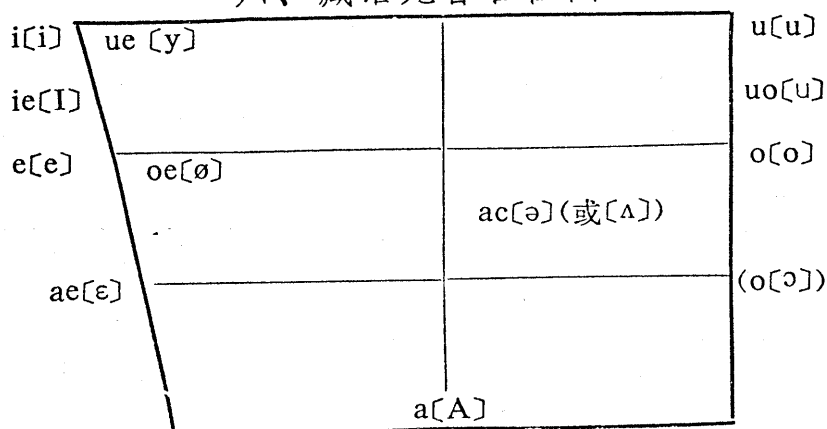 i〔i〕 ue〔y〕 u〔u〕
ie〔I〕 uo〔ᴜ〕
e〔e〕 oe〔ø〕 o〔o〕
ac〔ə〕(或〔ʌ〕)
ae〔ɛ〕 (o〔ɔ〕)
a〔A〕